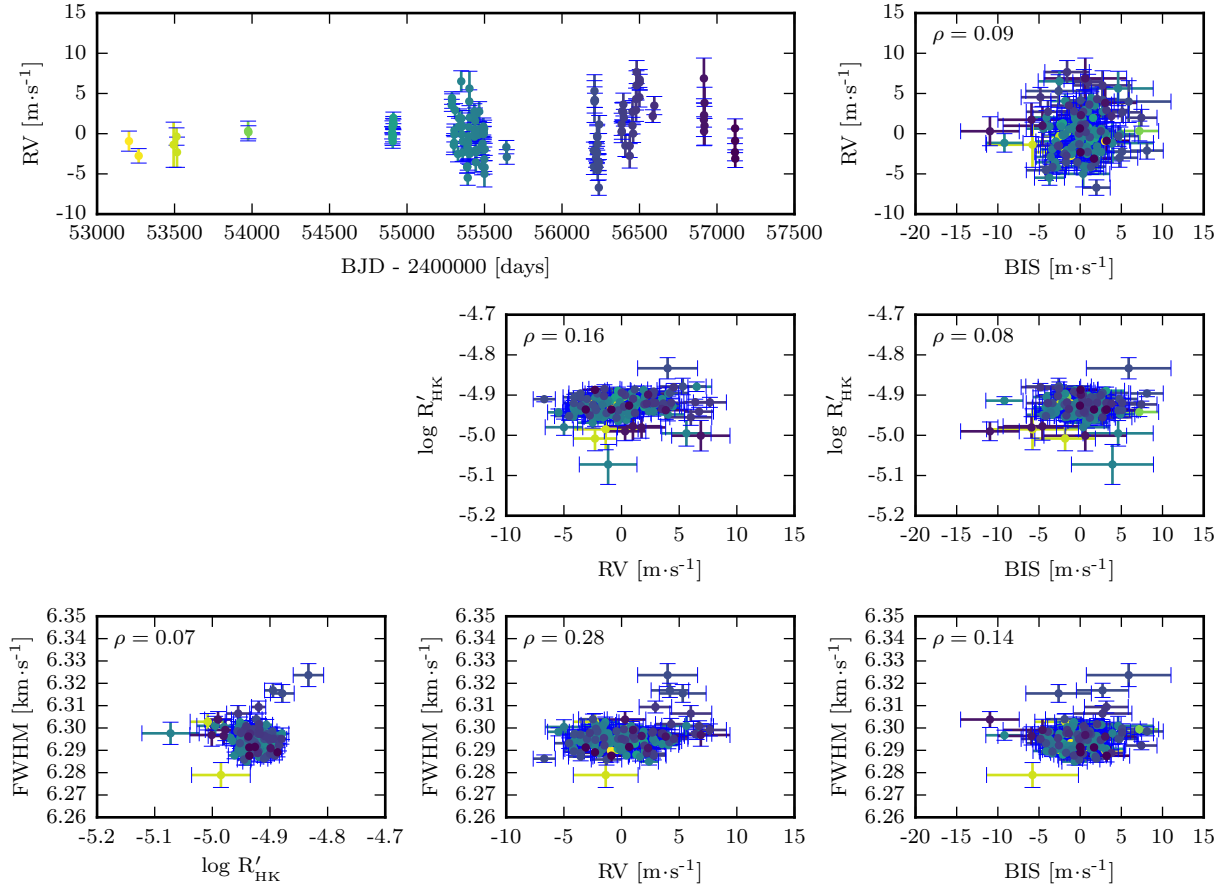 15
10
5
0
-5
-10
RV [m·s⁻¹]
53000 53500 54000 54500 55000 55500 56000 56500 57000 57500
BJD - 2400000 [days]
ρ = 0.09
15
10
5
0
-5
-10
RV [m·s⁻¹]
-20 -15 -10 -5 0 5 10 15
BIS [m·s⁻¹]
ρ = 0.16
-4.7
-4.8
-4.9
-5.0
-5.1
-5.2
log R′HK
-10 -5 0 5 10 15
RV [m·s⁻¹]
ρ = 0.08
-4.7
-4.8
-4.9
-5.0
-5.1
-5.2
log R′HK
-20 -15 -10 -5 0 5 10 15
BIS [m·s⁻¹]
ρ = 0.07
6.35
6.34
6.33
6.32
6.31
6.30
6.29
6.28
6.27
6.26
FWHM [km·s⁻¹]
-5.2 -5.1 -5.0 -4.9 -4.8 -4.7
log R′HK
ρ = 0.28
6.35
6.34
6.33
6.32
6.31
6.30
6.29
6.28
6.27
6.26
FWHM [km·s⁻¹]
-10 -5 0 5 10 15
RV [m·s⁻¹]
ρ = 0.14
6.35
6.34
6.33
6.32
6.31
6.30
6.29
6.28
6.27
6.26
FWHM [km·s⁻¹]
-20 -15 -10 -5 0 5 10 15
BIS [m·s⁻¹]